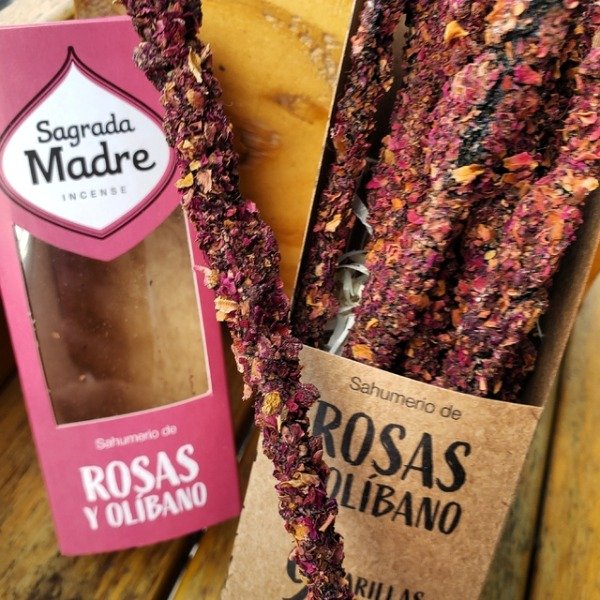 Sagrada
Madre
INCENSE
Sahumerio de
ROSAS
Y OLÍBANO
Sahumerio de
ROSAS
OLÍBANO